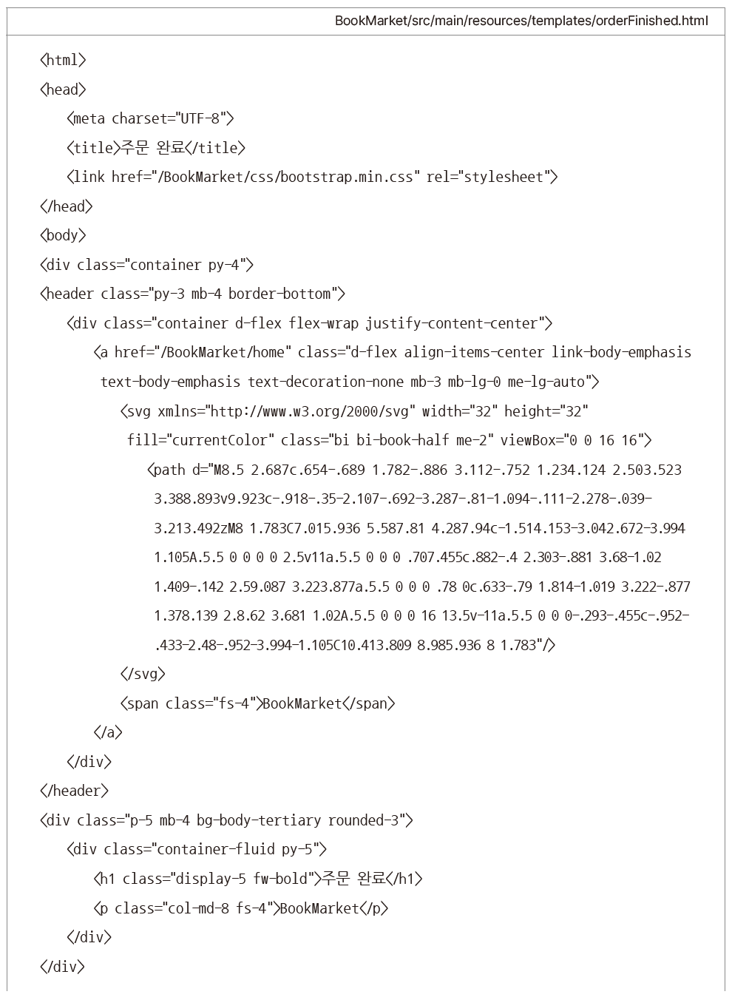 BookMarket/src/main/resources/templates/orderFinished.html
<html>
<head>
<meta charset="UTF-8">
<title>주문 완료</title>
<link href="/BookMarket/css/bootstrap.min.css" rel="stylesheet">
</head>
<body>
<div class="container py-4">
<header class="py-3 mb-4 border-bottom">
<div class="container d-flex flex-wrap justify-content-center">
<a href="/BookMarket/home" class="d-flex align-items-center link-body-emphasis
text-body-emphasis text-decoration-none mb-3 mb-lg-0 me-lg-auto">
<svg xmlns="http://www.w3.org/2000/svg" width="32" height="32"
fill="currentColor" class="bi bi-book-half me-2" viewBox="0 0 16 16">
<path d="M8.5 2.687c.654-.689 1.782-.886 3.112-.752 1.234.124 2.503.523
3.388.893v9.923c-.918-.35-2.107-.692-3.287-.81-1.094-.111-2.278-.039-
3.213.492zM8 1.783C7.015.936 5.587.81 4.287.94c-1.514.153-3.042.672-3.994
1.105A.5.5 0 0 0 0 2.5v11a.5.5 0 0 0 .707.455c.882-.4 2.303-.881 3.68-1.02
1.409-.142 2.59.087 3.223.877a.5.5 0 0 0 .78 0c.633-.79 1.814-1.019 3.222-.877
1.378.139 2.8.62 3.681 1.02A.5.5 0 0 0 16 13.5v-11a.5.5 0 0 0-.293-.455c-.952-
.433-2.48-.952-3.994-1.105C10.413.809 8.985.936 8 1.783"/>
</svg>
<span class="fs-4">BookMarket</span>
</a>
</div>
</header>
<div class="p-5 mb-4 bg-body-tertiary rounded-3">
<div class="container-fluid py-5">
<h1 class="display-5 fw-bold">주문 완료</h1>
<p class="col-md-8 fs-4">BookMarket</p>
</div>
</div>